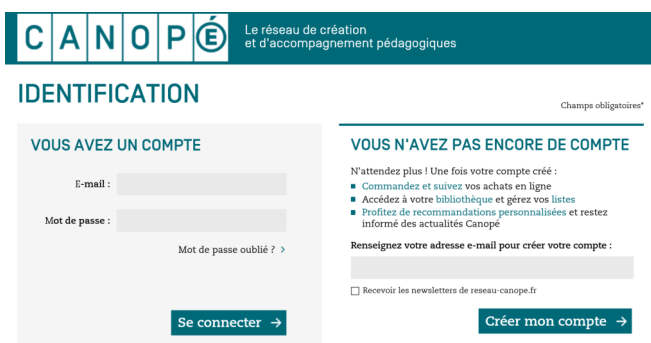 CANOPÉ
Le réseau de création
et d'accompagnement pédagogiques
IDENTIFICATION
Champs obligatoires*
VOUS AVEZ UN COMPTE
E-mail :
Mot de passe :
Mot de passe oublié ? >
Se connecter →
VOUS N'AVEZ PAS ENCORE DE COMPTE
N'attendez plus ! Une fois votre compte créé :
Commandez et suivez vos achats en ligne
Accédez à votre bibliothèque et gérez vos listes
Profitez de recommandations personnalisées et restez
informé des actualités Canopé
Renseignez votre adresse e-mail pour créer votre compte :
Recevoir les newsletters de reseau-canope.fr
Créer mon compte →